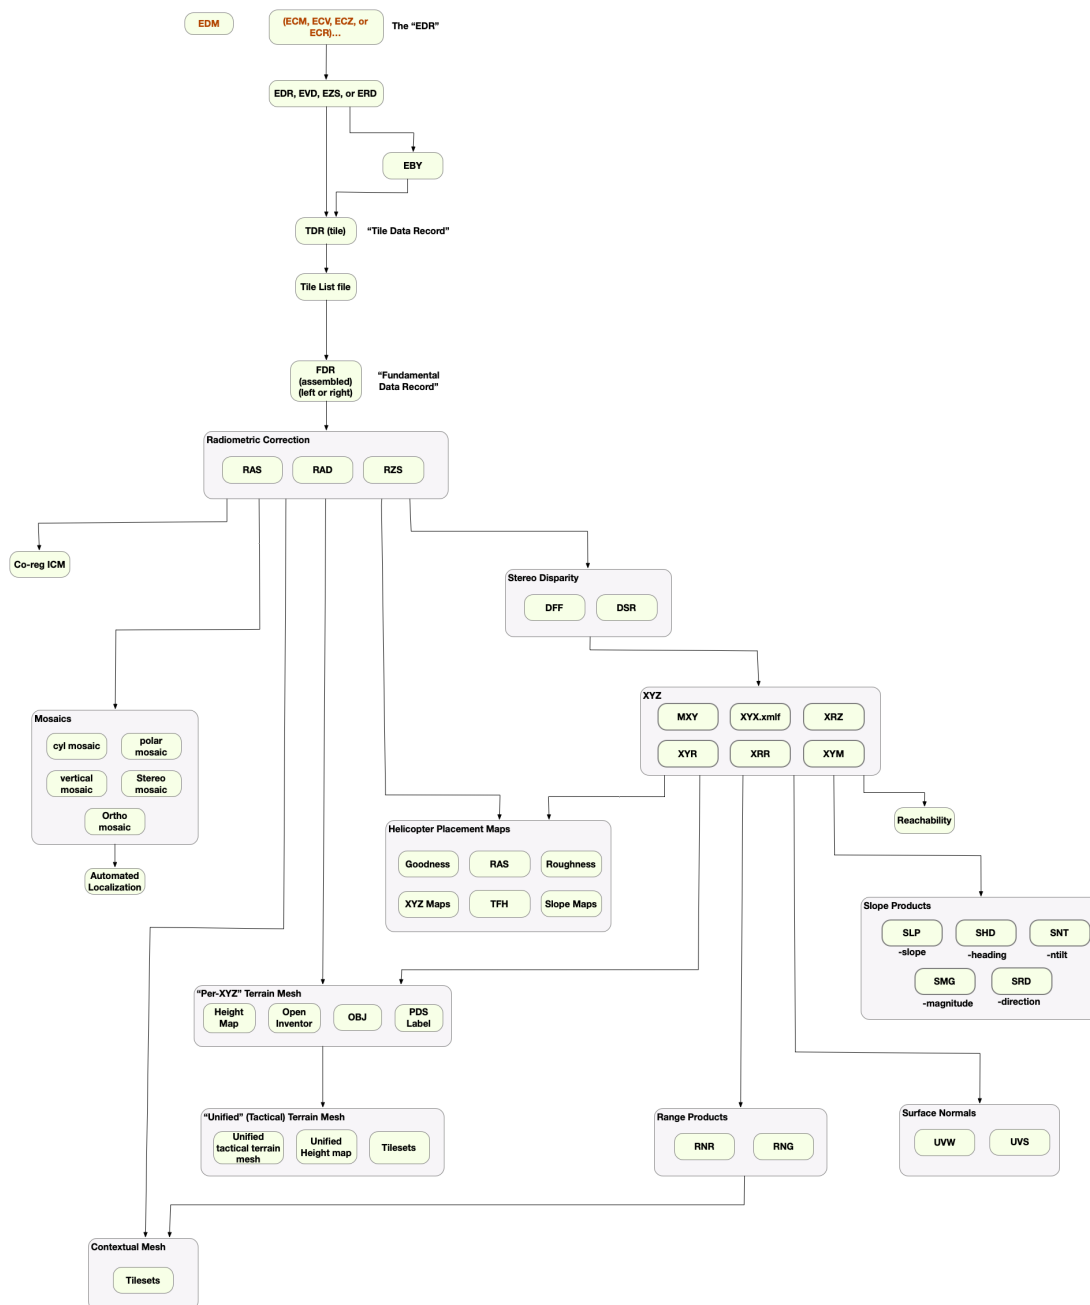 EDM
(ECM, ECV, ECZ, or
ECR)...
The “EDR”
EDR, EVD, EZS, or ERD
EBY
TDR (tile)
“Tile Data Record”
Tile List file
FDR
(assembled)
(left or right)
“Fundamental
Data Record”
Radiometric Correction
RAS
RAD
RZS
Co-reg ICM
Stereo Disparity
DFF
DSR
XYZ
MXY
XYX.xmlf
XRZ
XYR
XRR
XYM
Mosaics
cyl mosaic
polar
mosaic
vertical
mosaic
Stereo
mosaic
Ortho
mosaic
Automated
Localization
Helicopter Placement Maps
Goodness
RAS
Roughness
XYZ Maps
TFH
Slope Maps
Reachability
Slope Products
SLP
-slope
SHD
-heading
SNT
-ntilt
SMG
-magnitude
SRD
-direction
“Per-XYZ” Terrain Mesh
Height
Map
Open
Inventor
OBJ
PDS
Label
“Unified” (Tactical) Terrain Mesh
Unified
tactical terrain
mesh
Unified
Height map
Tilesets
Range Products
RNR
RNG
Surface Normals
UVW
UVS
Contextual Mesh
Tilesets